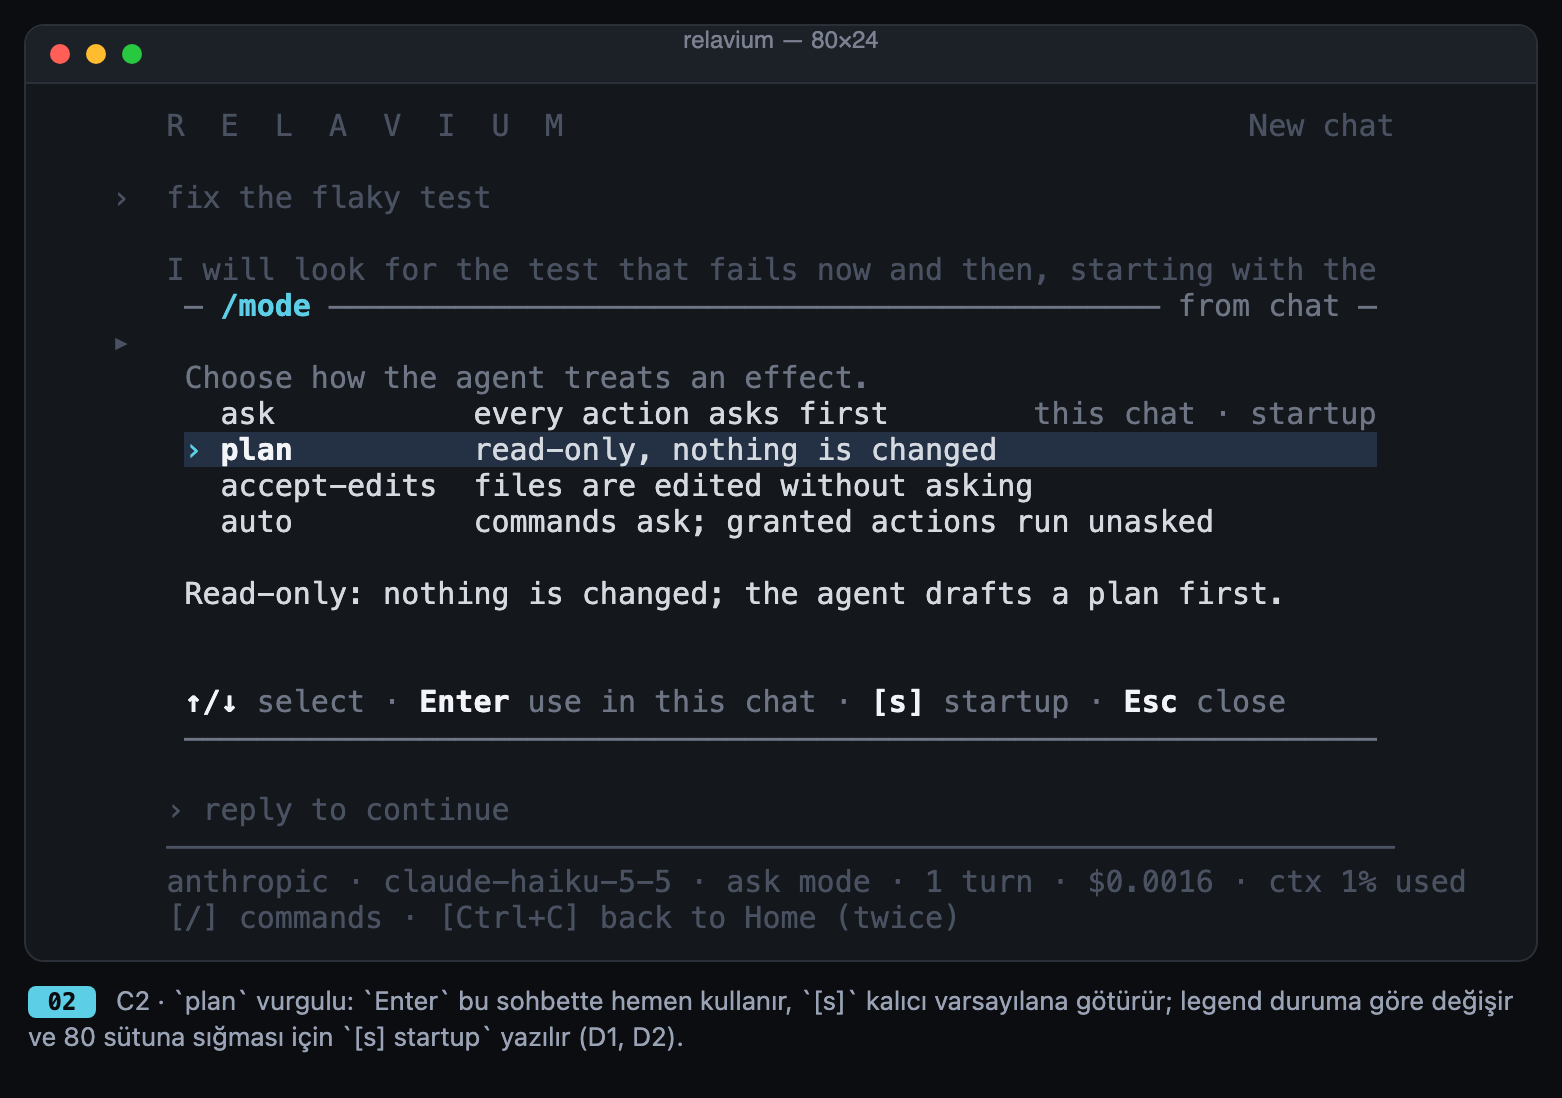 relavium — 80×24
R E L A V I U M New chat
› fix the flaky test
I will look for the test that fails now and then, starting with the
— /mode ——— from chat —
▸
Choose how the agent treats an effect.
ask every action asks first this chat · startup
› plan read-only, nothing is changed
accept-edits files are edited without asking
auto commands ask; granted actions run unasked
Read-only: nothing is changed; the agent drafts a plan first.
↑/↓ select · Enter use in this chat · [s] startup · Esc close
› reply to continue
anthropic · claude-haiku-5-5 · ask mode · 1 turn · $0.0016 · ctx 1% used
[/] commands · [Ctrl+C] back to Home (twice)
02 C2 · `plan` vurgulu: `Enter` bu sohbette hemen kullanır, `[s]` kalıcı varsayılana götürür; legend duruma göre değişir
ve 80 sütuna sığması için `[s] startup` yazılır (D1, D2).